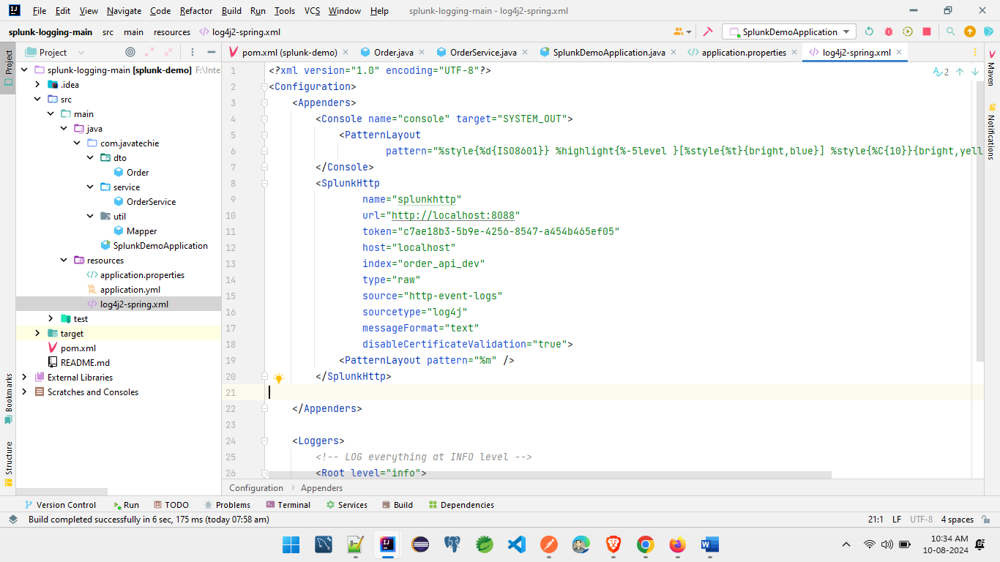 File Edit View Navigate Code Refactor Build Run Tools VCS Window Help splunk-logging-main - log4j2-spring.xml
splunk-logging-main src main resources log4j2-spring.xml SplunkDemoApplication
Project pom.xml (splunk-demo) Order.java OrderService.java SplunkDemoApplication.java application.properties log4j2-spring.xml
Project
Bookmarks
Structure
Maven
Notifications
splunk-logging-main [splunk-demo] F:\Inte
.idea
src
main
java
com.javatechie
dto
Order
service
OrderService
util
Mapper
SplunkDemoApplication
resources
application.properties
application.yml
log4j2-spring.xml
test
target
pom.xml
README.md
External Libraries
Scratches and Consoles
2
1 <?xml version="1.0" encoding="UTF-8"?>
2 <Configuration>
3 <Appenders>
4 <Console name="console" target="SYSTEM_OUT">
5 <PatternLayout
6 pattern="%style{%d{ISO8601}} %highlight{%-5level }[%style{%t}{bright,blue}] %style{%C{10}}{bright,yell
7 </Console>
8 <SplunkHttp
9 name="splunkhttp"
10 url="http://localhost:8088"
11 token="c7ae18b3-5b9e-4256-8547-a454b465ef05"
12 host="localhost"
13 index="order_api_dev"
14 type="raw"
15 source="http-event-logs"
16 sourcetype="log4j"
17 messageFormat="text"
18 disableCertificateValidation="true">
19 <PatternLayout pattern="%m" />
20 </SplunkHttp>
21
22 </Appenders>
23
24 <Loggers>
25 <!-- LOG everything at INFO level -->
26 <Root level="info">
Configuration Appenders
Version Control Run TODO Problems Terminal Services Build Dependencies
Build completed successfully in 6 sec, 175 ms (today 07:58 am) 21:1 LF UTF-8 4 spaces
10:34 AM
10-08-2024